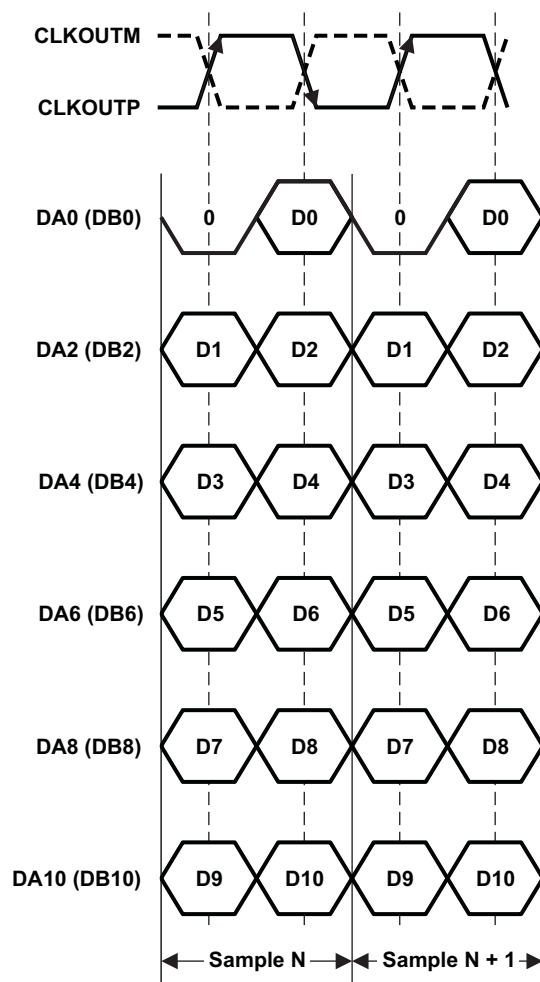 CLKOUTM
CLKOUTP
DA0 (DB0) 0 D0 0 D0
DA2 (DB2) D1 D2 D1 D2
DA4 (DB4) D3 D4 D3 D4
DA6 (DB6) D5 D6 D5 D6
DA8 (DB8) D7 D8 D7 D8
DA10 (DB10) D9 D10 D9 D10
Sample N Sample N + 1